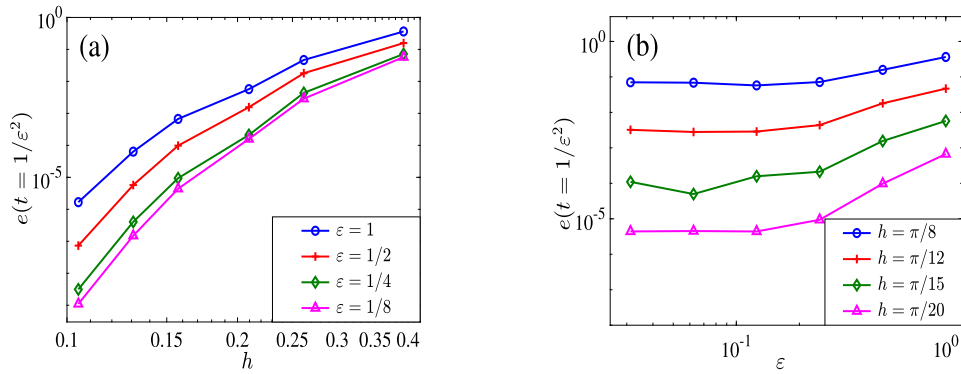 (a)
10^0
10^-5
e(t = 1/ε^2)
0.1 0.15 0.2 0.25 0.3 0.35 0.4
h
ε = 1
ε = 1/2
ε = 1/4
ε = 1/8
(b)
10^0
10^-5
e(t = 1/ε^2)
10^-1 10^0
ε
h = π/8
h = π/12
h = π/15
h = π/20